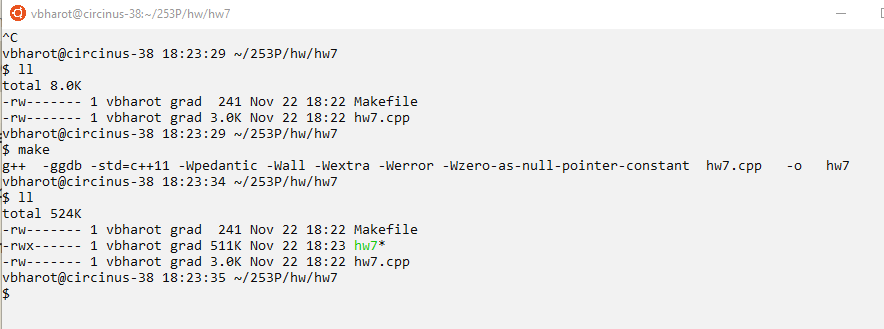 vbharot@circinus-38:~/253P/hw/hw7
^C
vbharot@circinus-38 18:23:29 ~/253P/hw/hw7
$ ll
total 8.0K
-rw------- 1 vbharot grad  241 Nov 22 18:22 Makefile
-rw------- 1 vbharot grad 3.0K Nov 22 18:22 hw7.cpp
vbharot@circinus-38 18:23:29 ~/253P/hw/hw7
$ make
g++  -ggdb -std=c++11 -Wpedantic -Wall -Wextra -Werror -Wzero-as-null-pointer-constant  hw7.cpp   -o   hw7
vbharot@circinus-38 18:23:34 ~/253P/hw/hw7
$ ll
total 524K
-rw------- 1 vbharot grad  241 Nov 22 18:22 Makefile
-rwx------ 1 vbharot grad 511K Nov 22 18:23 hw7*
-rw------- 1 vbharot grad 3.0K Nov 22 18:22 hw7.cpp
vbharot@circinus-38 18:23:35 ~/253P/hw/hw7
$